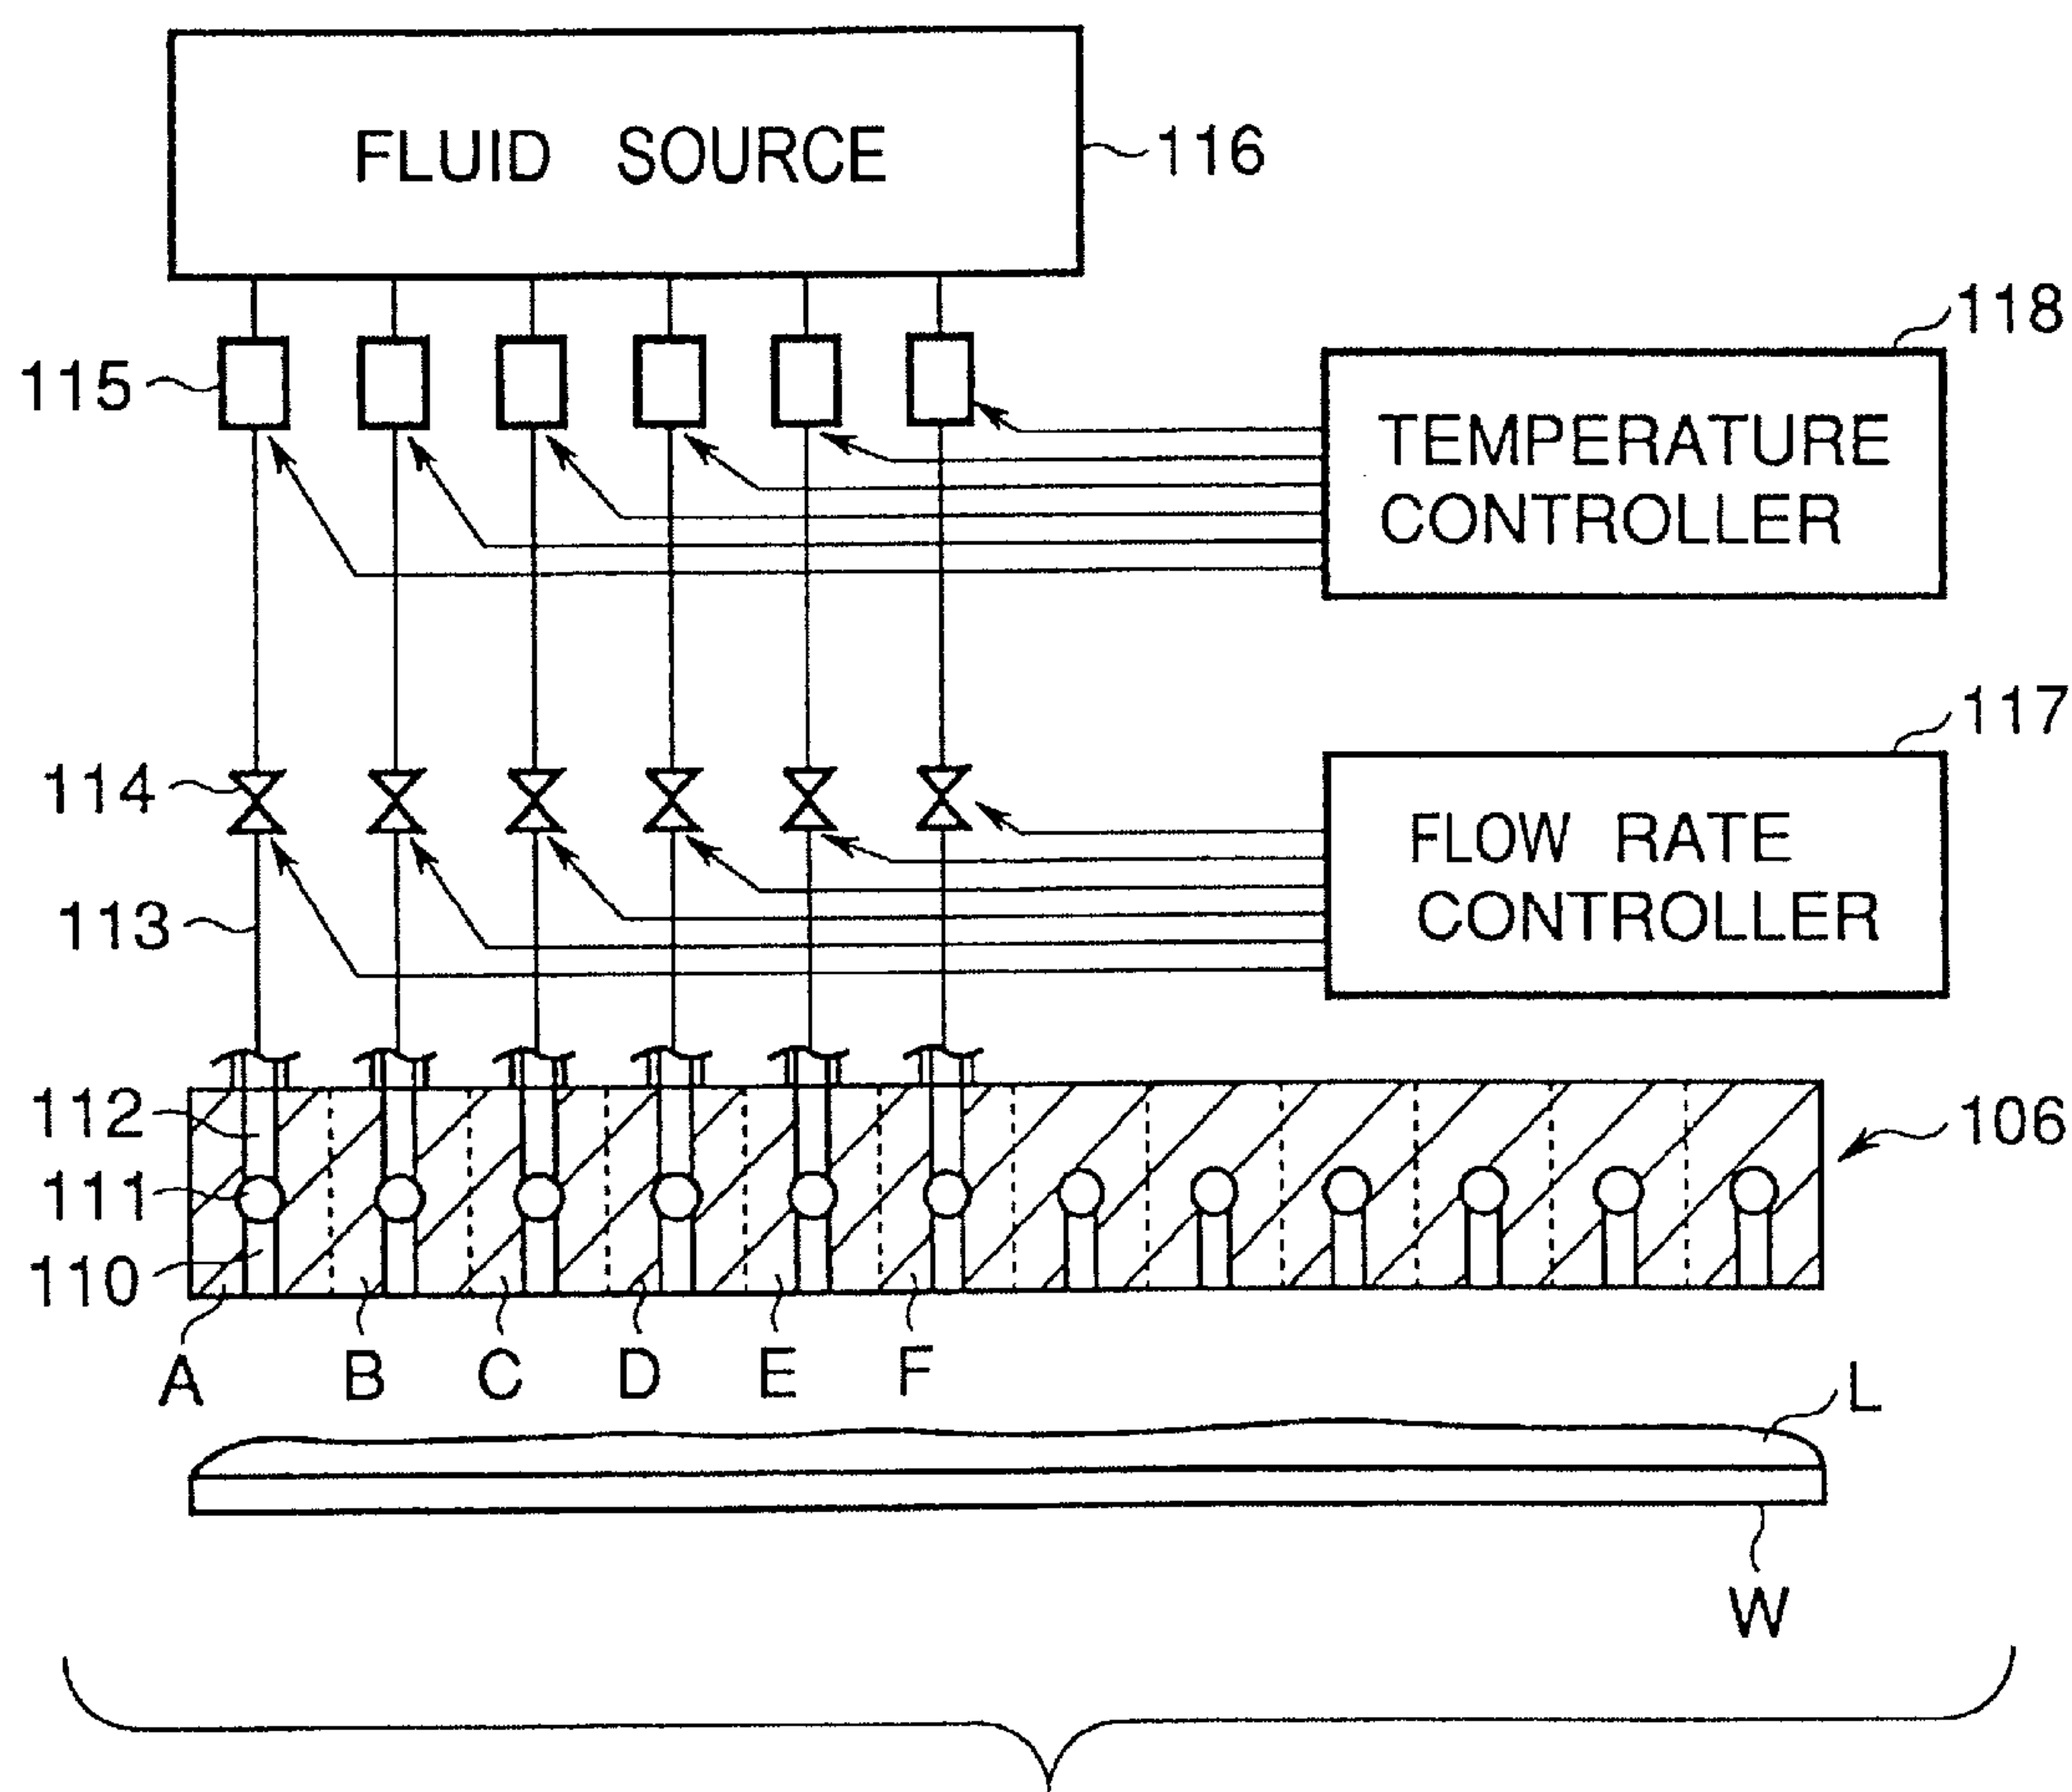 FLUID SOURCE
116
118
115
TEMPERATURE
CONTROLLER
117
114
FLOW RATE
CONTROLLER
113
112
106
111
110
A B C D E F
L
W